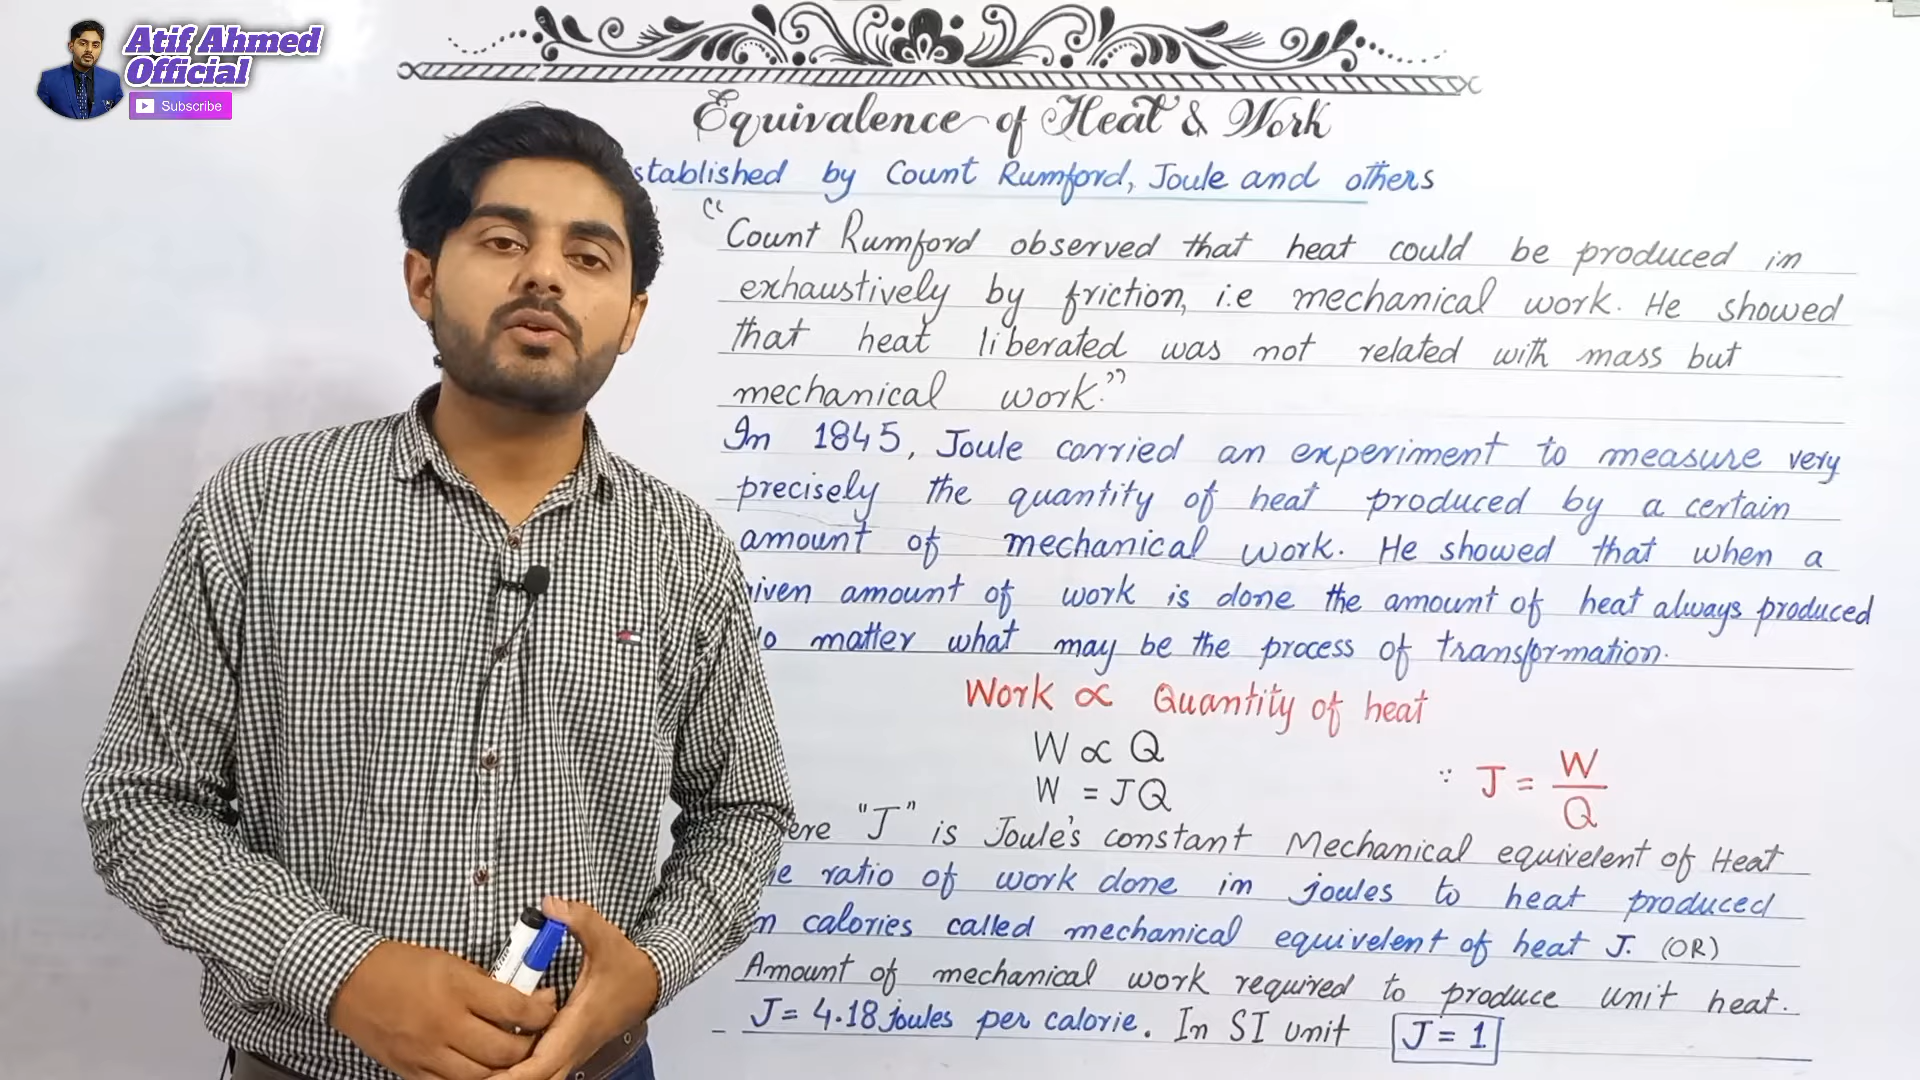 Atif Ahmed
Official
Subscribe
Equivalence of Heat & Work
stablished by Count Rumford, Joule and others
"Count Rumford observed that heat could be produced in
exhaustively by friction, i.e mechanical work. He showed
that heat liberated was not related with mass but
mechanical work."
In 1845, Joule carried an experiment to measure very
precisely the quantity of heat produced by a certain
amount of mechanical work. He showed that when a
iven amount of work is done the amount of heat always produced
o matter what may be the process of transformation.
Work ∝ Quantity of heat
W ∝ Q
W = JQ
∵ J = W/Q
ere "J" is Joule's constant Mechanical equivelent of Heat
e ratio of work done in joules to heat produced
n calories called mechanical equivelent of heat J. (OR)
Amount of mechanical work required to produce unit heat.
J = 4.18 joules per calorie. In SI unit J = 1